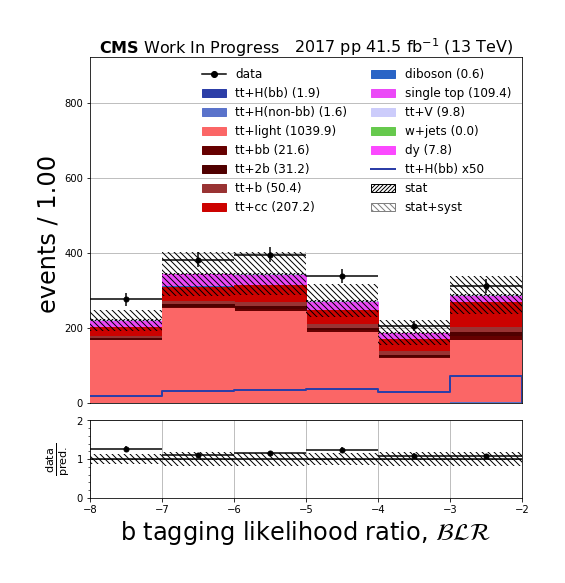 CMS Work In Progress 2017 pp 41.5 fb⁻¹ (13 TeV)
events / 1.00
800
600
400
200
0
data
tt+H(bb) (1.9)
tt+H(non-bb) (1.6)
tt+light (1039.9)
tt+bb (21.6)
tt+2b (31.2)
tt+b (50.4)
tt+cc (207.2)
diboson (0.6)
single top (109.4)
tt+V (9.8)
w+jets (0.0)
dy (7.8)
tt+H(bb) x50
stat
stat+syst
data
pred.
2
1
0
−8 −7 −6 −5 −4 −3 −2
b tagging likelihood ratio, 𝓑𝓛𝓡